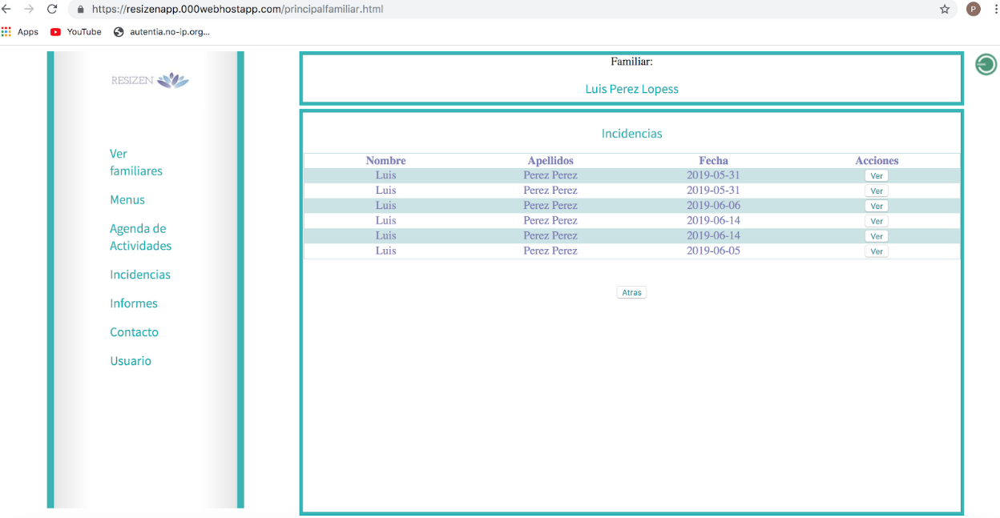 https://resizenapp.000webhostapp.com/principalfamiliar.html
P
Apps YouTube autentia.no-ip.org...
RESIZEN
Ver
familiares
Menus
Agenda de
Actividades
Incidencias
Informes
Contacto
Usuario
Familiar:
Luis Perez Lopess
Incidencias
Nombre Apellidos Fecha Acciones
Luis Perez Perez 2019-05-31 Ver
Luis Perez Perez 2019-05-31 Ver
Luis Perez Perez 2019-06-06 Ver
Luis Perez Perez 2019-06-14 Ver
Luis Perez Perez 2019-06-14 Ver
Luis Perez Perez 2019-06-05 Ver
Atras